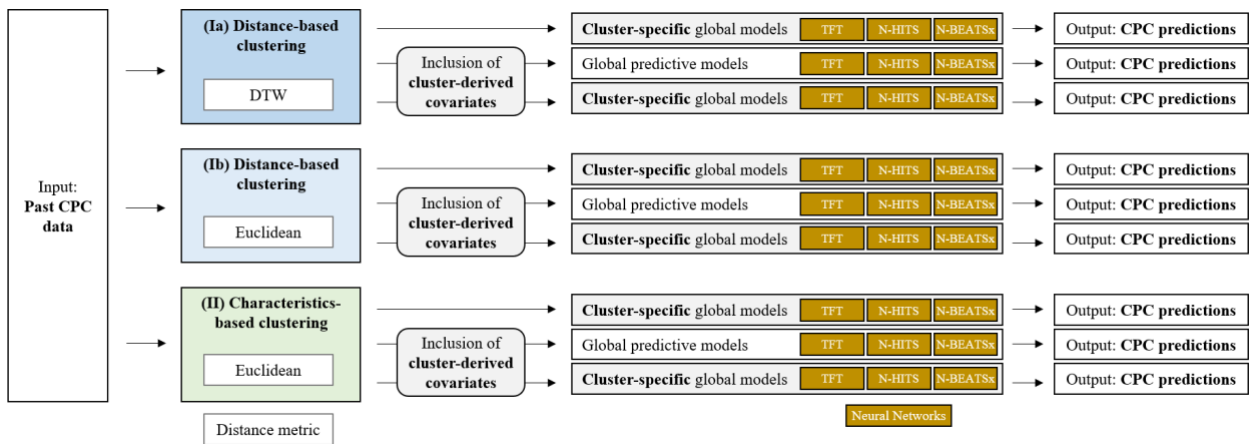 Input:
Past CPC
data
(Ia) Distance-based
clustering
DTW
Inclusion of
cluster-derived
covariates
Cluster-specific global models TFT N-HITS N-BEATSx Output: CPC predictions
Global predictive models TFT N-HITS N-BEATSx Output: CPC predictions
Cluster-specific global models TFT N-HITS N-BEATSx Output: CPC predictions
(Ib) Distance-based
clustering
Euclidean
Inclusion of
cluster-derived
covariates
Cluster-specific global models TFT N-HITS N-BEATSx Output: CPC predictions
Global predictive models TFT N-HITS N-BEATSx Output: CPC predictions
Cluster-specific global models TFT N-HITS N-BEATSx Output: CPC predictions
(II) Characteristics-
based clustering
Euclidean
Inclusion of
cluster-derived
covariates
Cluster-specific global models TFT N-HITS N-BEATSx Output: CPC predictions
Global predictive models TFT N-HITS N-BEATSx Output: CPC predictions
Cluster-specific global models TFT N-HITS N-BEATSx Output: CPC predictions
Distance metric
Neural Networks